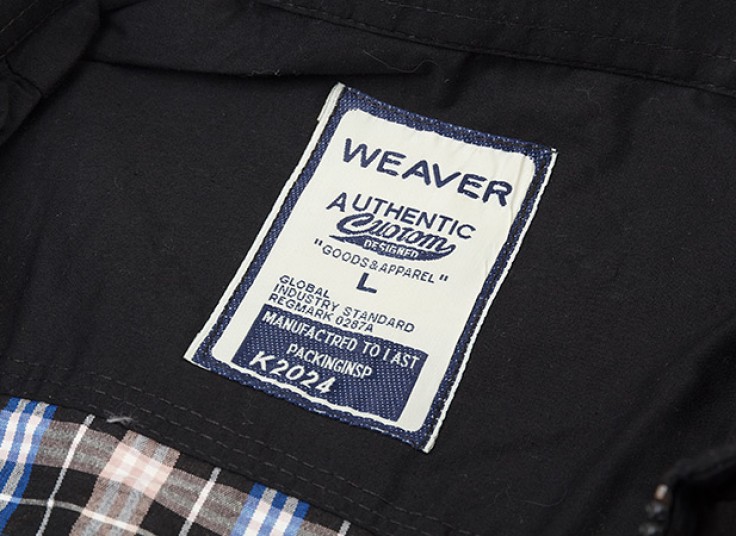 WEAVER
AUTHENTIC
Custom
DESIGNED
"GOODS & APPAREL"
L
GLOBAL
INDUSTRY STANDARD
REGMARK 0287A
MANUFACTRED TO LAST
PACKINGINSP
K2024